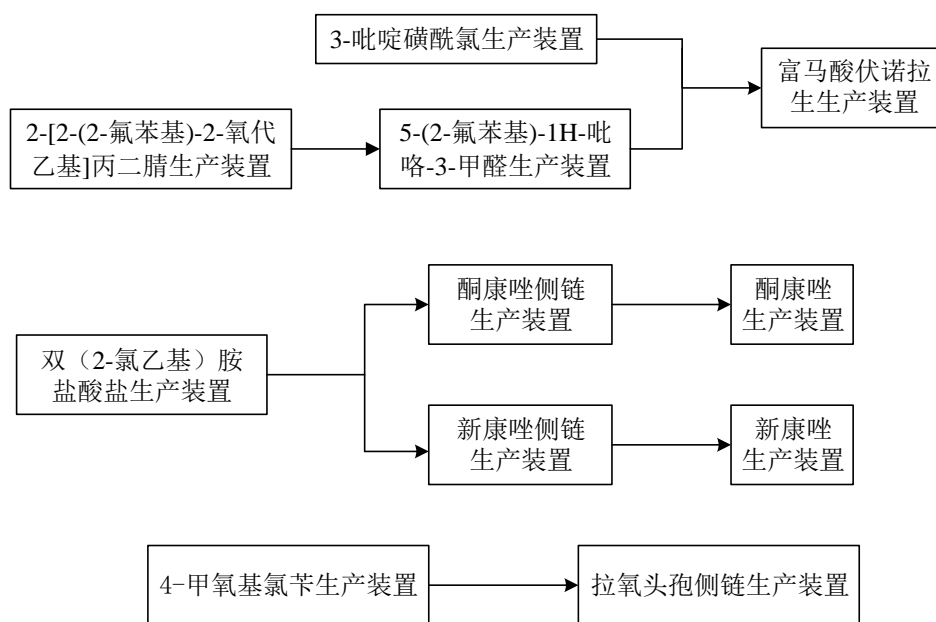 3-吡啶磺酰氯生产装置
富马酸伏诺拉
生生产装置
2-[2-(2-氟苯基)-2-氧代
乙基]丙二腈生产装置
5-(2-氟苯基)-1H-吡
咯-3-甲醛生产装置
酮康唑侧链
生产装置
酮康唑
生产装置
双（2-氯乙基）胺
盐酸盐生产装置
新康唑侧链
生产装置
新康唑
生产装置
4-甲氧基氯苄生产装置
拉氧头孢侧链生产装置